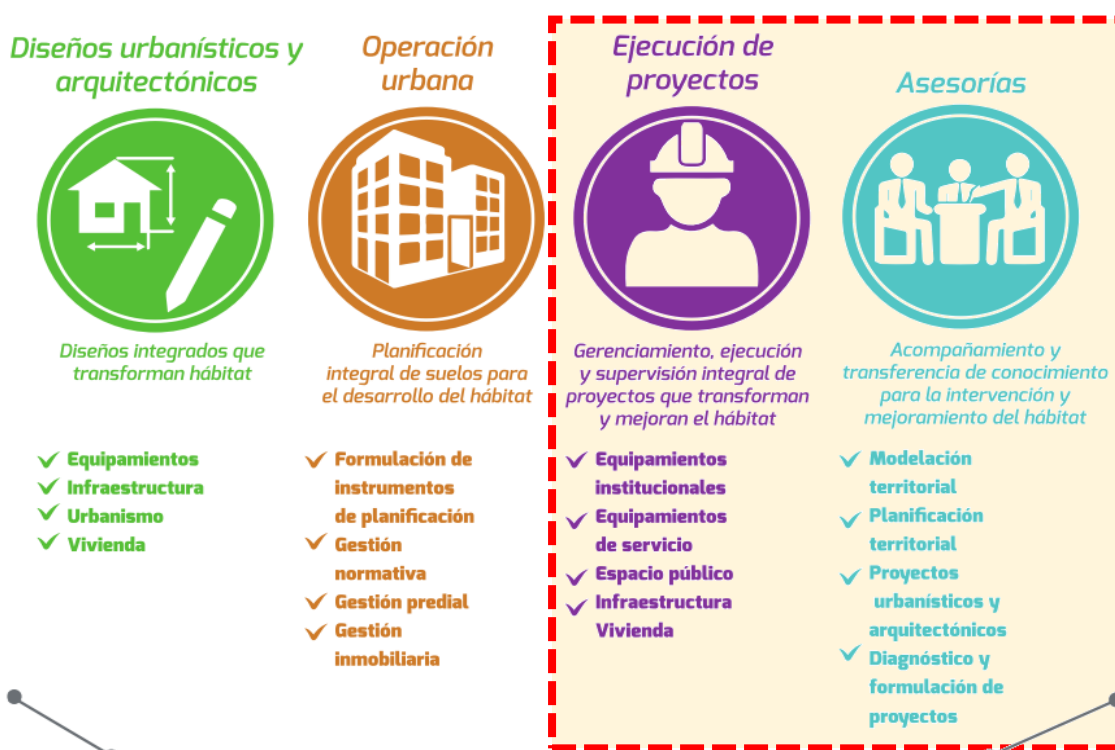 Diseños urbanísticos y
arquitectónicos
Diseños integrados que
transforman hábitat
Equipamientos
Infraestructura
Urbanismo
Vivienda
Operación
urbana
Planificación
integral de suelos para
el desarrollo del hábitat
Formulación de
instrumentos
de planificación
Gestión
normativa
Gestión predial
Gestión
inmobiliaria
Ejecución de
proyectos
Gerenciamiento, ejecución
y supervisión integral de
proyectos que transforman
y mejoran el hábitat
Equipamientos
institucionales
Equipamientos
de servicio
Espacio público
Infraestructura
Vivienda
Asesorías
Acompañamiento y
transferencia de conocimiento
para la intervención y
mejoramiento del hábitat
Modelación
territorial
Planificación
territorial
Proyectos
urbanísticos y
arquitectónicos
Diagnóstico y
formulación de
proyectos